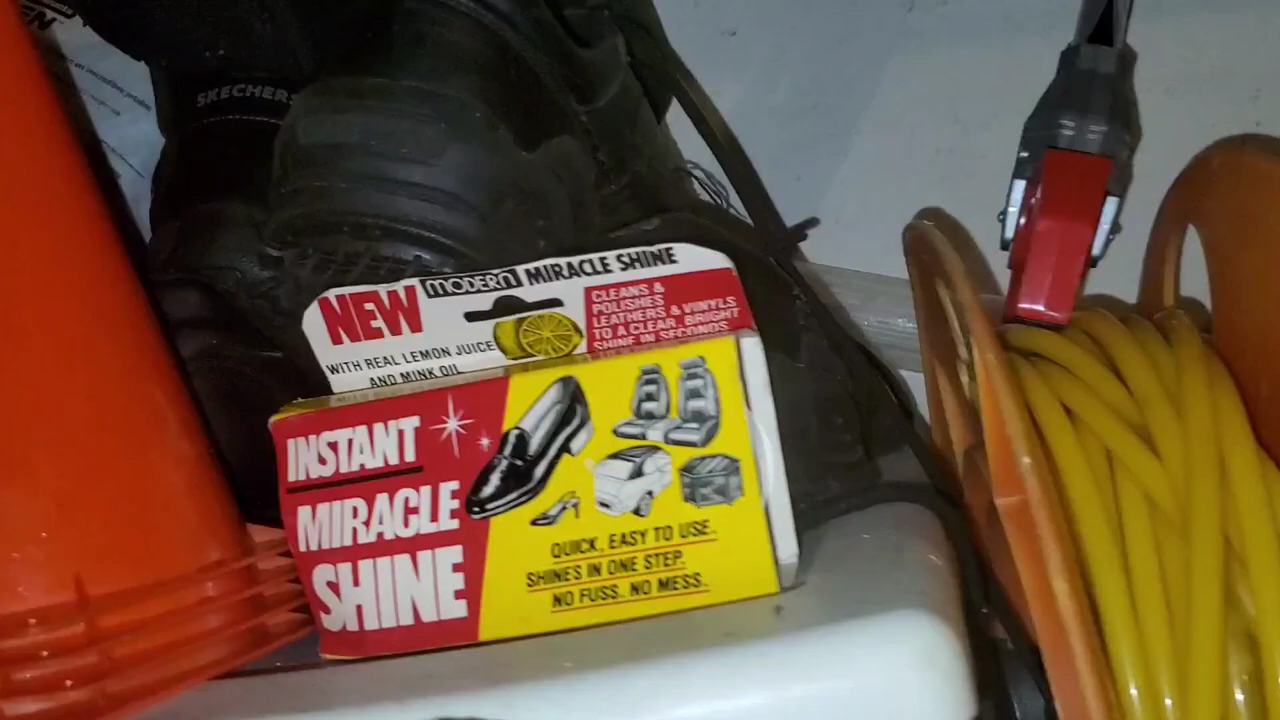 SKECHERS
NEW
MODERN MIRACLE SHINE
WITH REAL LEMON JUICE
AND MINK OIL
CLEANS &
POLISHES
LEATHERS & VINYLS
TO A CLEAR, BRIGHT
SHINE IN SECONDS
INSTANT
MIRACLE
SHINE
QUICK, EASY TO USE.
SHINES IN ONE STEP.
NO FUSS. NO MESS.